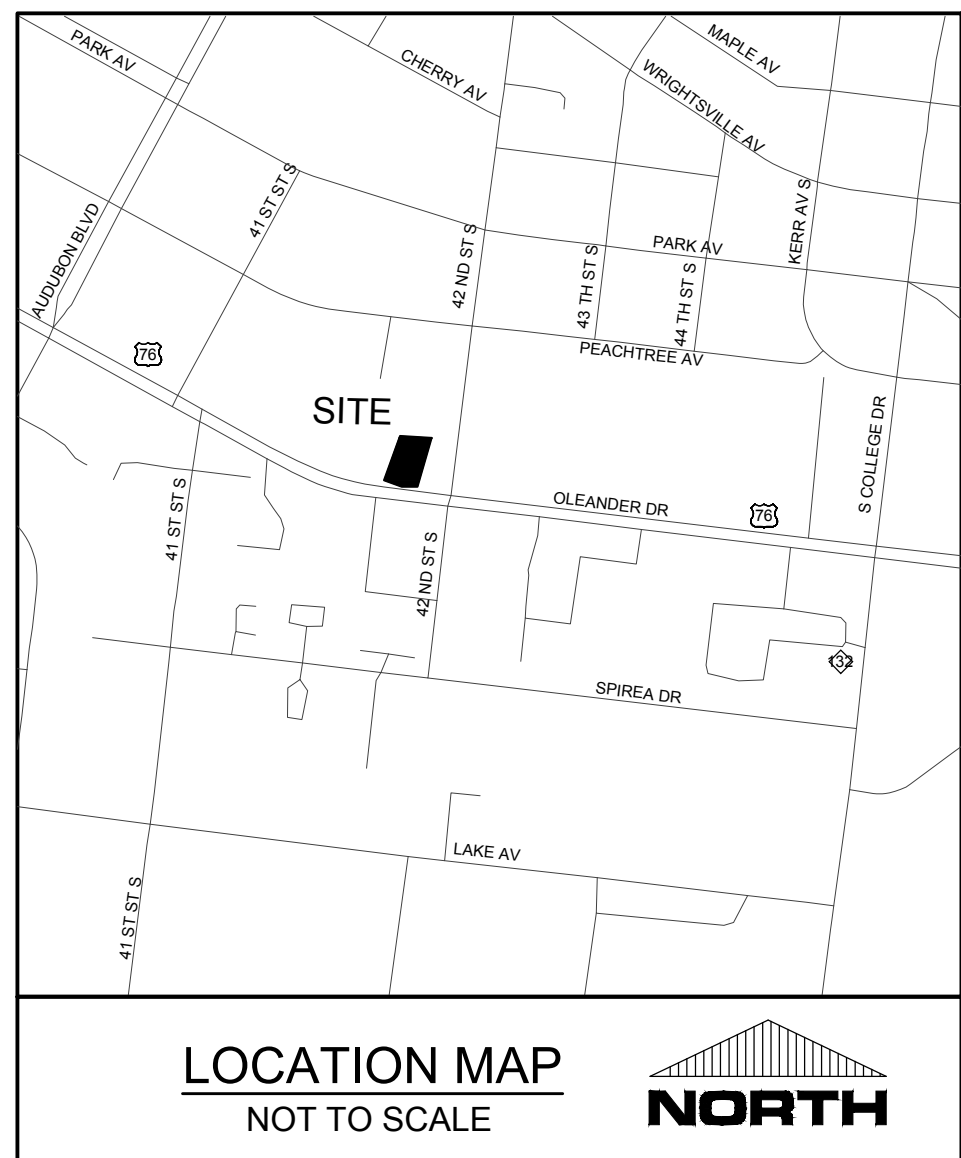 PARK AV
CHERRY AV
MAPLE AV
WRIGHTSVILLE AV
41 ST ST S
KERR AV S
AUDUBON BLVD
42 ND ST S
PARK AV
43 TH ST S
44 TH ST S
PEACHTREE AV
76
SITE
S COLLEGE DR
OLEANDER DR
76
41 ST ST S
42 ND ST S
132
SPIREA DR
LAKE AV
41 ST ST S
LOCATION MAP
NOT TO SCALE
NORTH